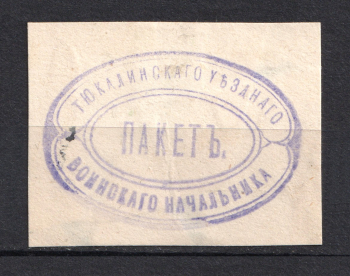 ТЮКАЛИНСКАГО УѢЗДНАГО
ПАКЕТЪ.
ВОИНСКАГО НАЧАЛЬНИКА